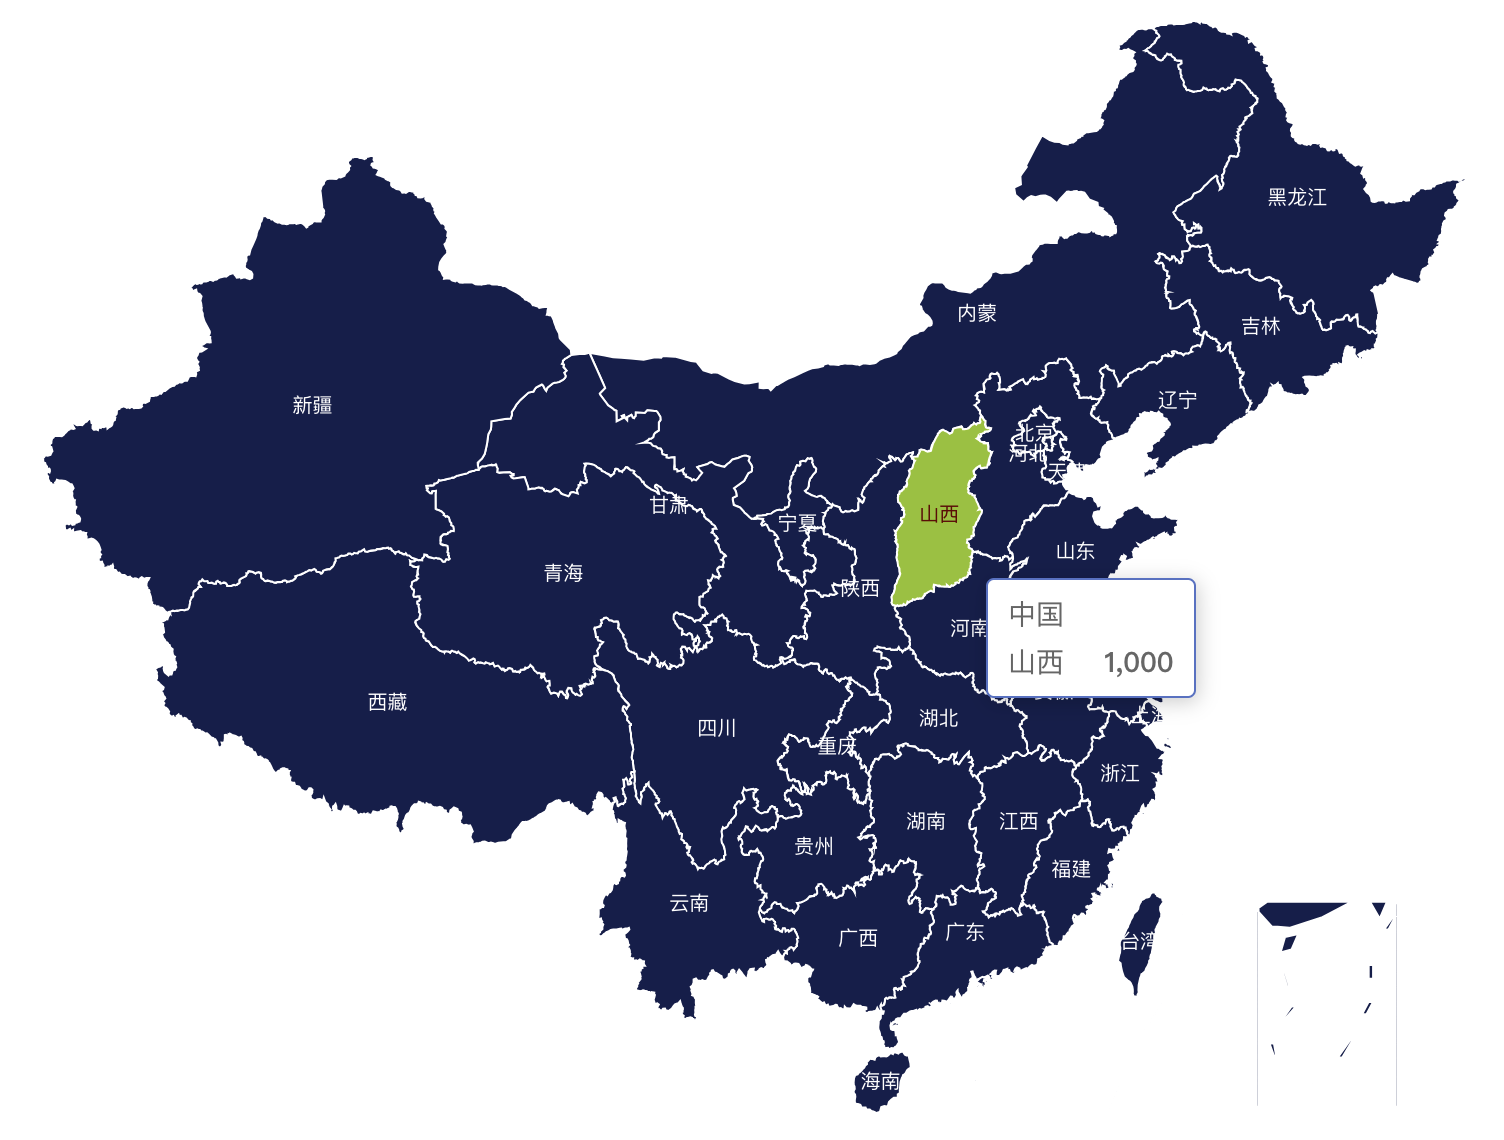 黑龙江
内蒙
吉林
新疆
辽宁
北京
河北
天津
甘肃
山西
宁夏
山东
青海
陕西
中国
河南
山西 1,000
西藏
安徽
上海
湖北
四川
重庆
浙江
湖南
江西
贵州
福建
云南
广西
广东
台湾
海南